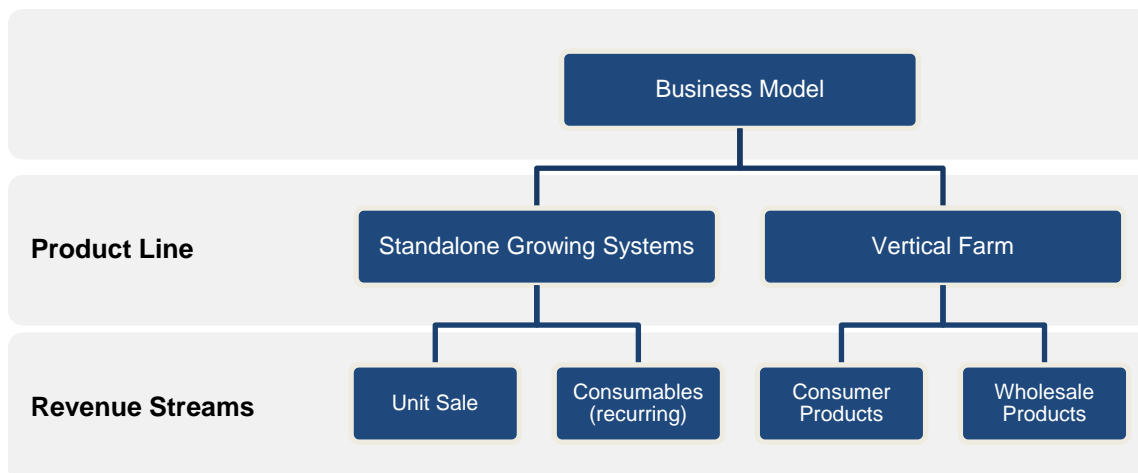 Business Model
Product Line
Standalone Growing Systems
Vertical Farm
Revenue Streams
Unit Sale
Consumables
(recurring)
Consumer
Products
Wholesale
Products